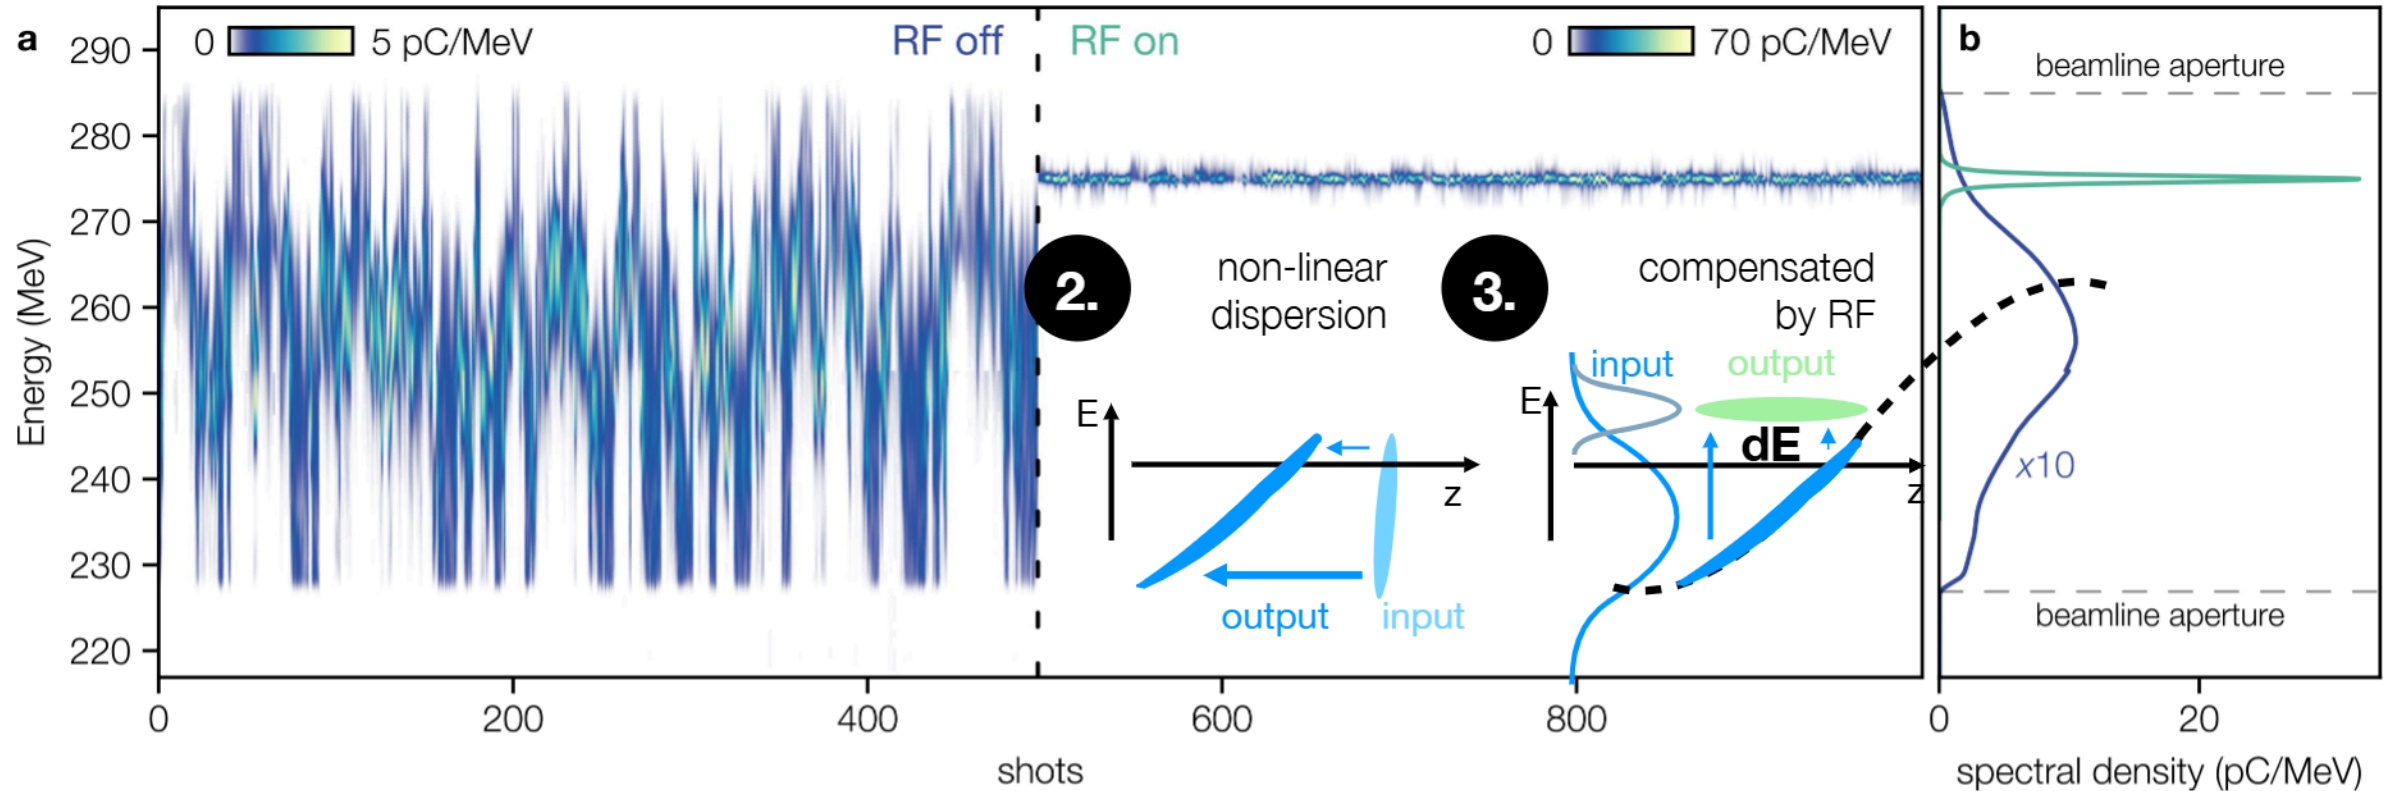 a
0
5 pC/MeV
RF off
RF on
0
70 pC/MeV
b
290
280
270
260
250
240
230
220
Energy (MeV)
beamline aperture
2.
non-linear
dispersion
3.
compensated
by RF
E
z
output
input
E
input
output
dE
z
x10
beamline aperture
0
200
400
600
800
shots
0
20
spectral density (pC/MeV)